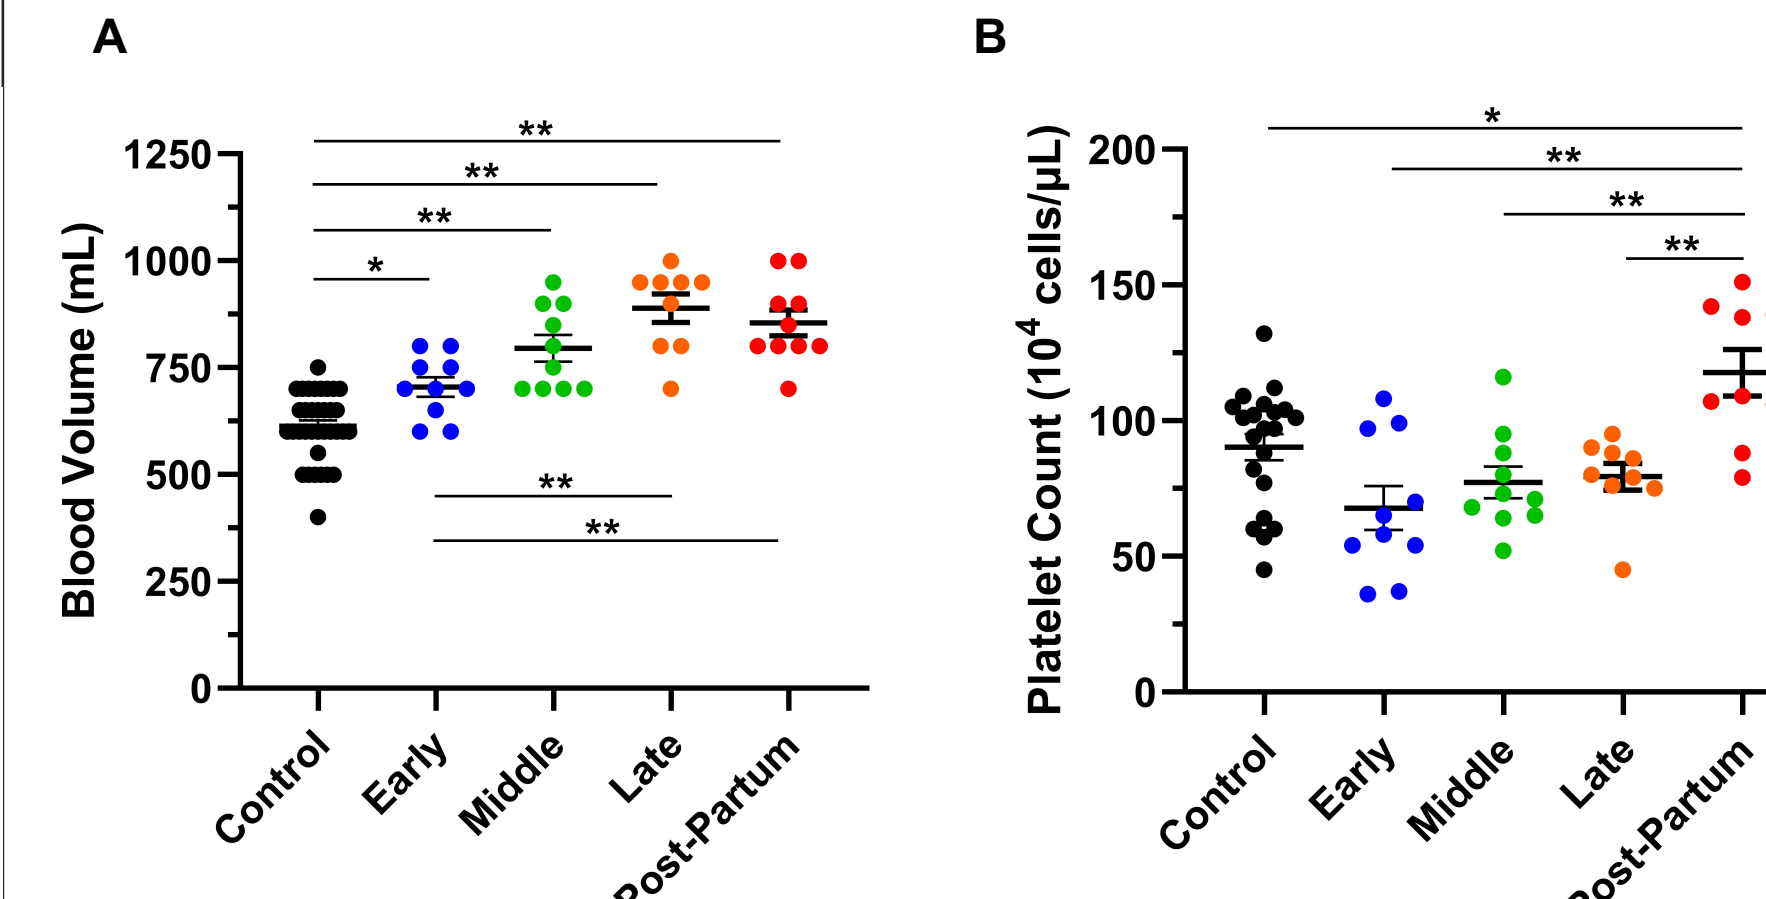 A
B
Blood Volume (mL)
1250
1000
750
500
250
0
**
**
**
*
**
**
Control
Early
Middle
Late
Post-Partum
Platelet Count (10⁴ cells/µL)
200
150
100
50
0
*
**
**
**
Control
Early
Middle
Late
Post-Partum